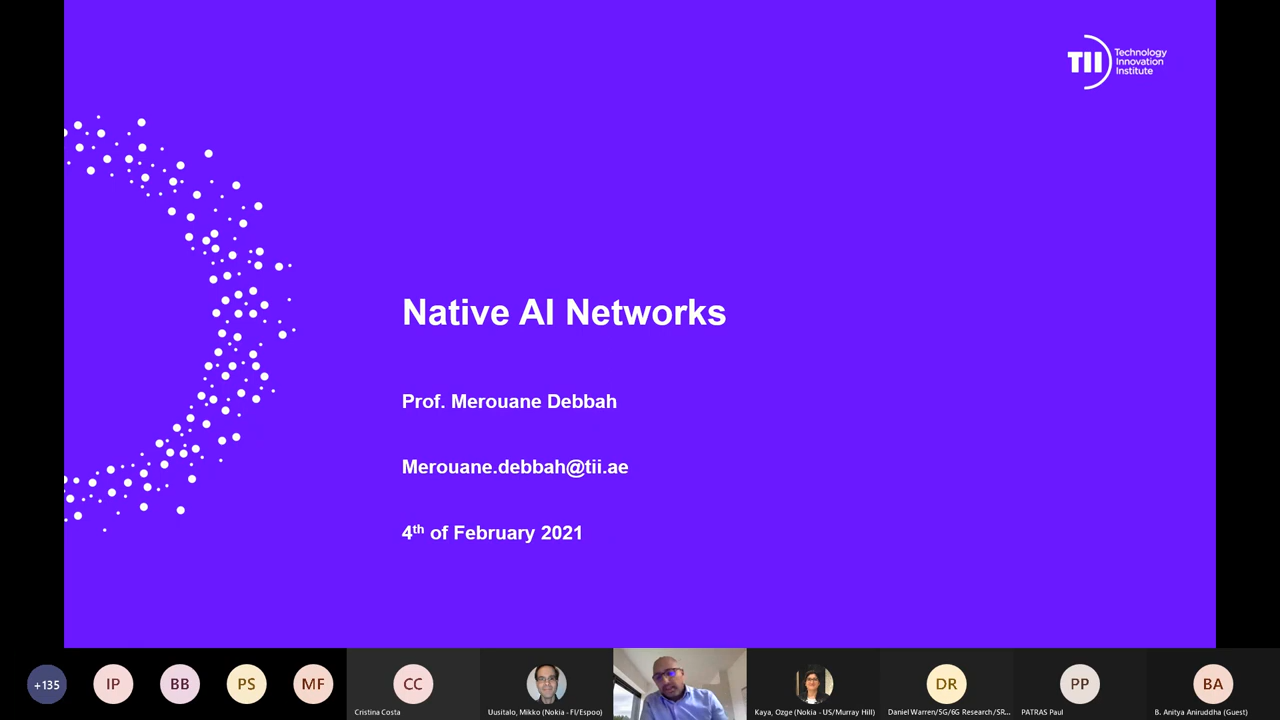 TII Technology
Innovation
Institute
Native AI Networks
Prof. Merouane Debbah
Merouane.debbah@tii.ae
4th of February 2021
+135
IP
BB
PS
MF
CC
DR
PP
BA
Cristina Costa
Uusitalo, Mikko (Nokia - FI/Espoo)
Kaya, Ozge (Nokia - US/Murray Hill)
Daniel Warren/5G/6G Research/SR...
PATRAS Paul
B. Anitya Aniruddha (Guest)